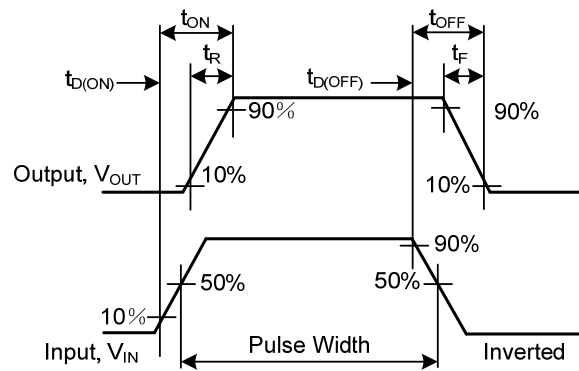 tON
tOFF
tR
tF
tD(ON)
tD(OFF)
90%
90%
Output, VOUT
10%
10%
90%
50%
50%
10%
Input, VIN
Pulse Width
Inverted